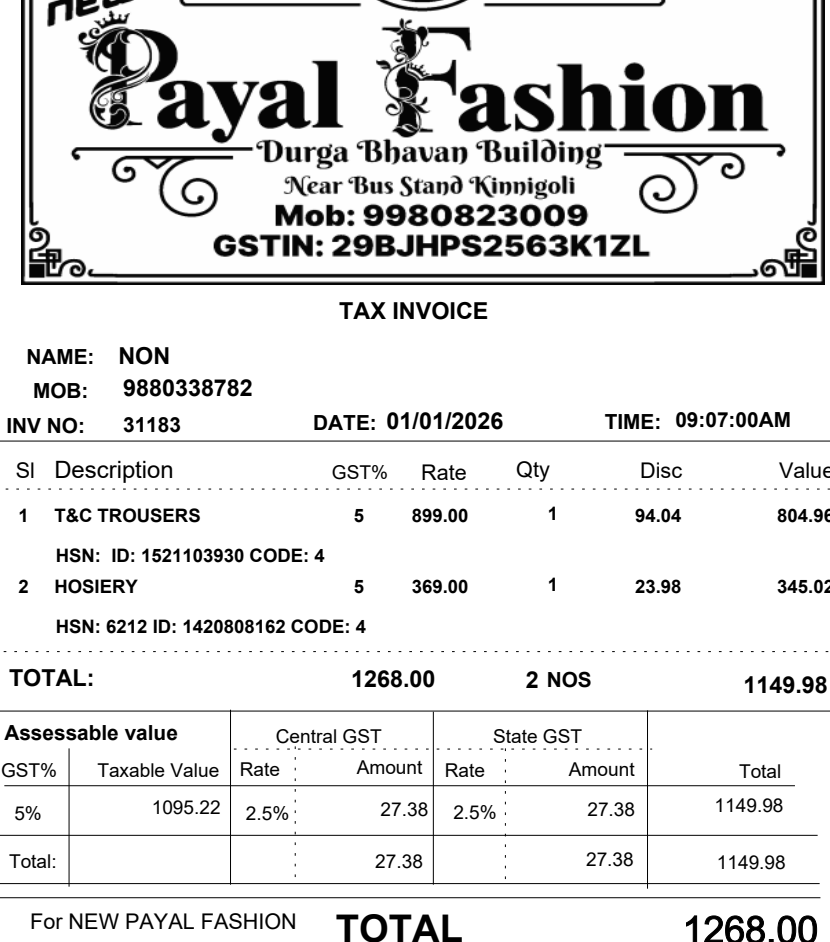 new
Payal Fashion
Durga Bhavan Building
Near Bus Stand Kinnigoli
Mob: 9980823009
GSTIN: 29BJHPS2563K1ZL
TAX INVOICE
NAME: NON
MOB: 9880338782
INV NO: 31183 DATE: 01/01/2026 TIME: 09:07:00AM
Sl Description GST% Rate Qty Disc Value
1 T&C TROUSERS 5 899.00 1 94.04 804.96
HSN: ID: 1521103930 CODE: 4
2 HOSIERY 5 369.00 1 23.98 345.02
HSN: 6212 ID: 1420808162 CODE: 4
TOTAL: 1268.00 2 NOS 1149.98
Assessable value Central GST State GST
GST% Taxable Value Rate Amount Rate Amount Total
5% 1095.22 2.5% 27.38 2.5% 27.38 1149.98
Total: 27.38 27.38 1149.98
For NEW PAYAL FASHION TOTAL 1268.00